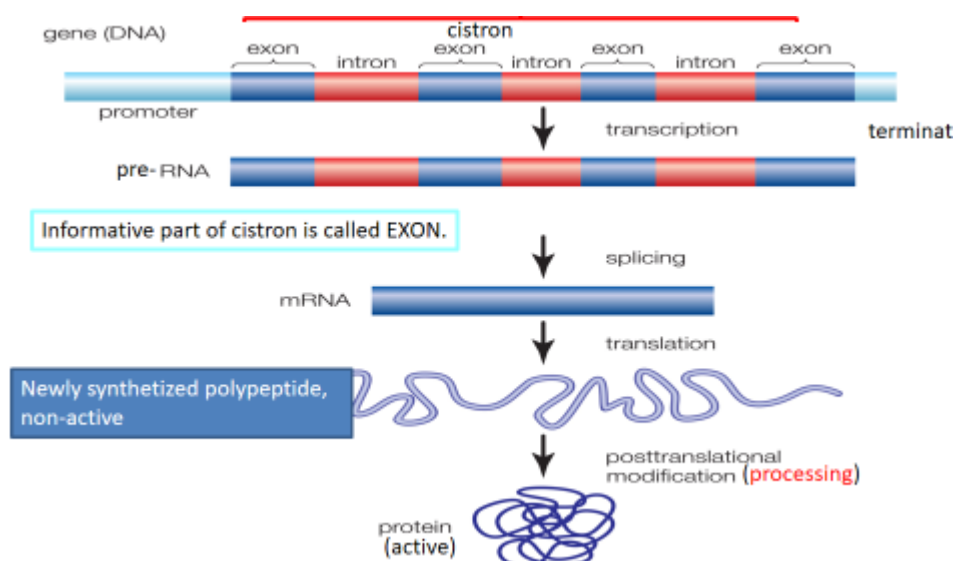 gene (DNA)
cistron
exon
intron
exon
intron
exon
intron
exon
promoter
transcription
terminat
pre-RNA
Informative part of cistron is called EXON.
splicing
mRNA
translation
Newly synthetized polypeptide,
non-active
posttranslational
modification (processing)
protein
(active)